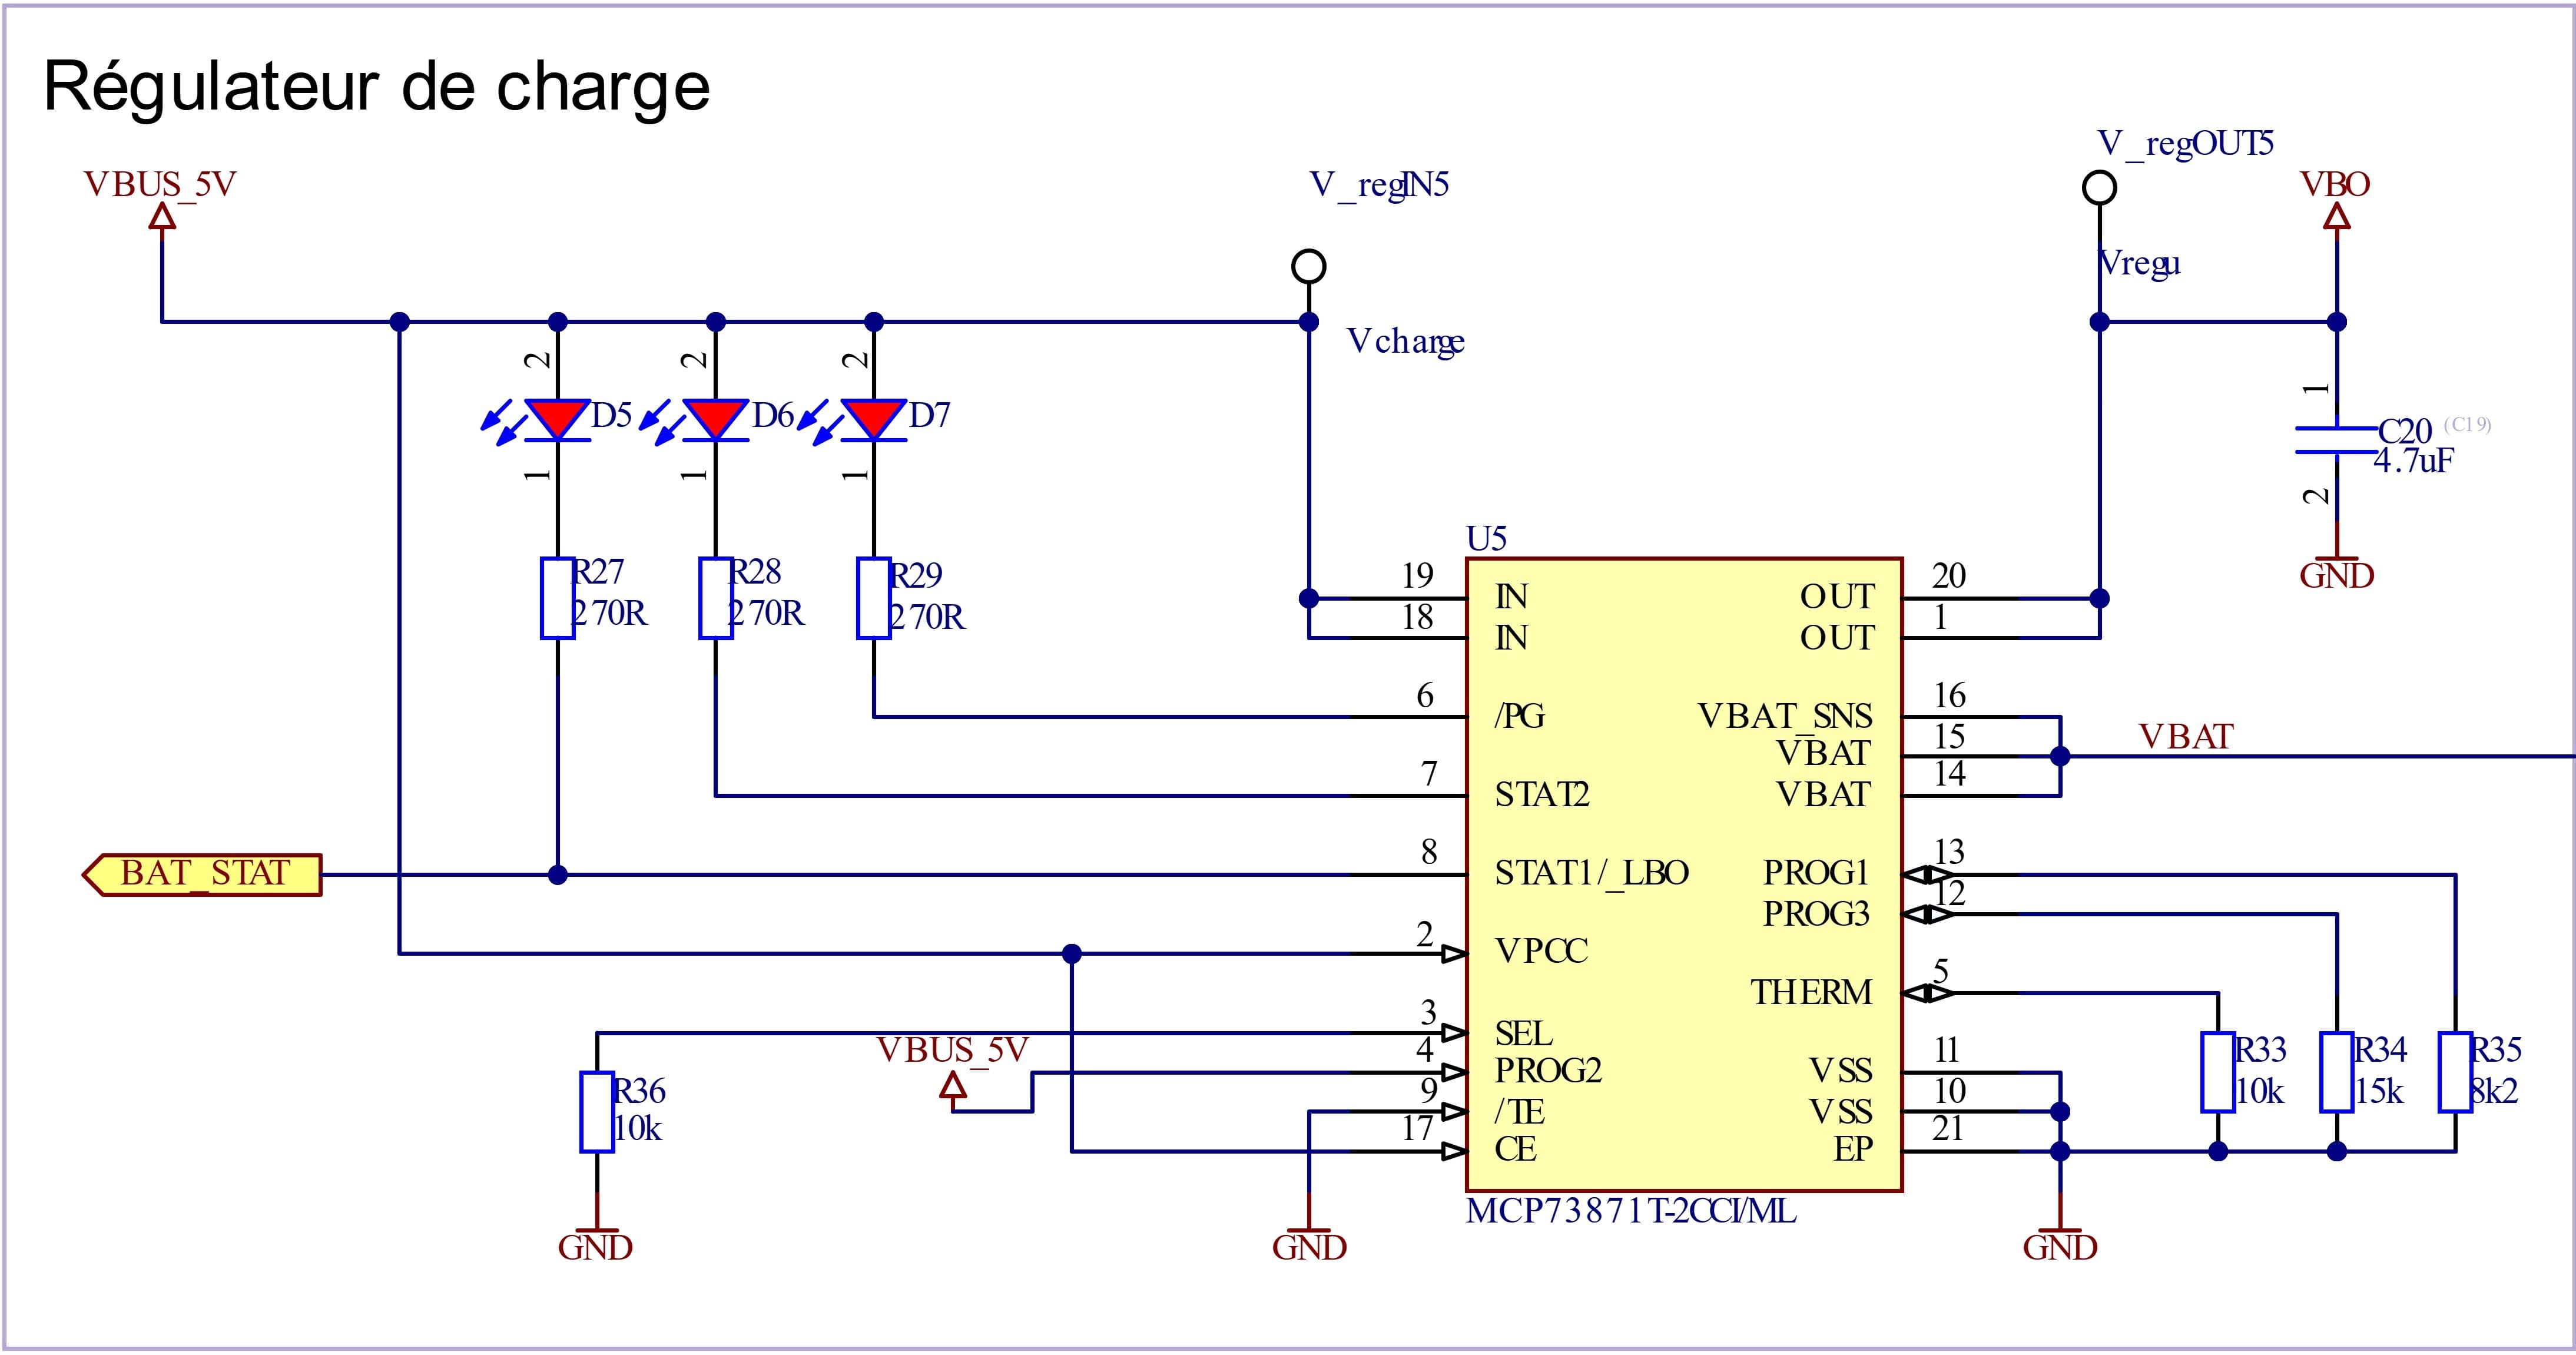 Régulateur de charge
VBUS_5V
V_regIN5
V_regOUT5
VBO
Vregu
Vcharge
2
2
2
D5
D6
D7
1
1
1
1
C20 (C19)
4.7uF
2
GND
R27
270R
R28
270R
R29
270R
U5
19 IN OUT 20
18 IN OUT 1
6 /PG VBAT_SNS 16
VBAT 15
VBAT
7 STAT2 VBAT 14
BAT_STAT
8 STAT1/_LBO PROG1 13
PROG3 12
2 VPCC
THERM 5
3 SEL
VBUS_5V
4 PROG2 VSS 11
9 /TE VSS 10
17 CE EP 21
R36
10k
R33
10k
R34
15k
R35
8k2
MCP73871T-2CCI/ML
GND
GND
GND